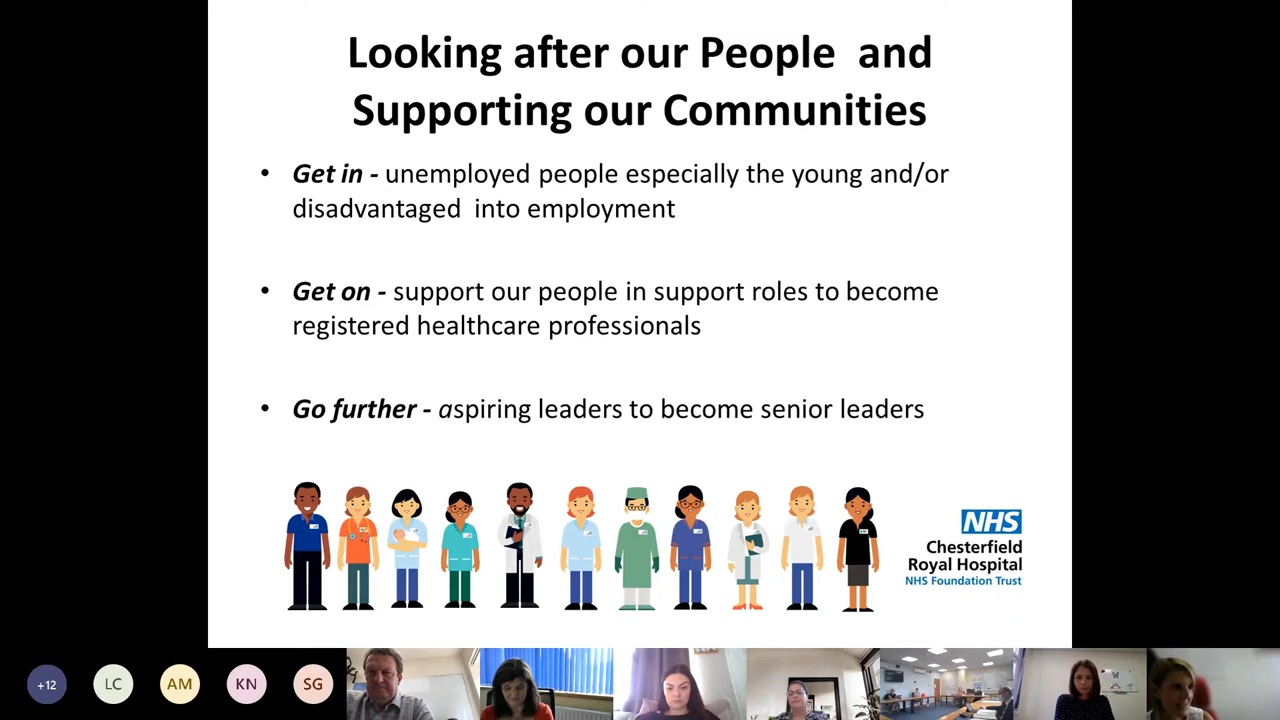 Looking after our People  and
Supporting our Communities
• Get in - unemployed people especially the young and/or
disadvantaged  into employment
• Get on - support our people in support roles to become
registered healthcare professionals
• Go further - aspiring leaders to become senior leaders
NHS
Chesterfield
Royal Hospital
NHS Foundation Trust
+12
LC
AM
KN
SG